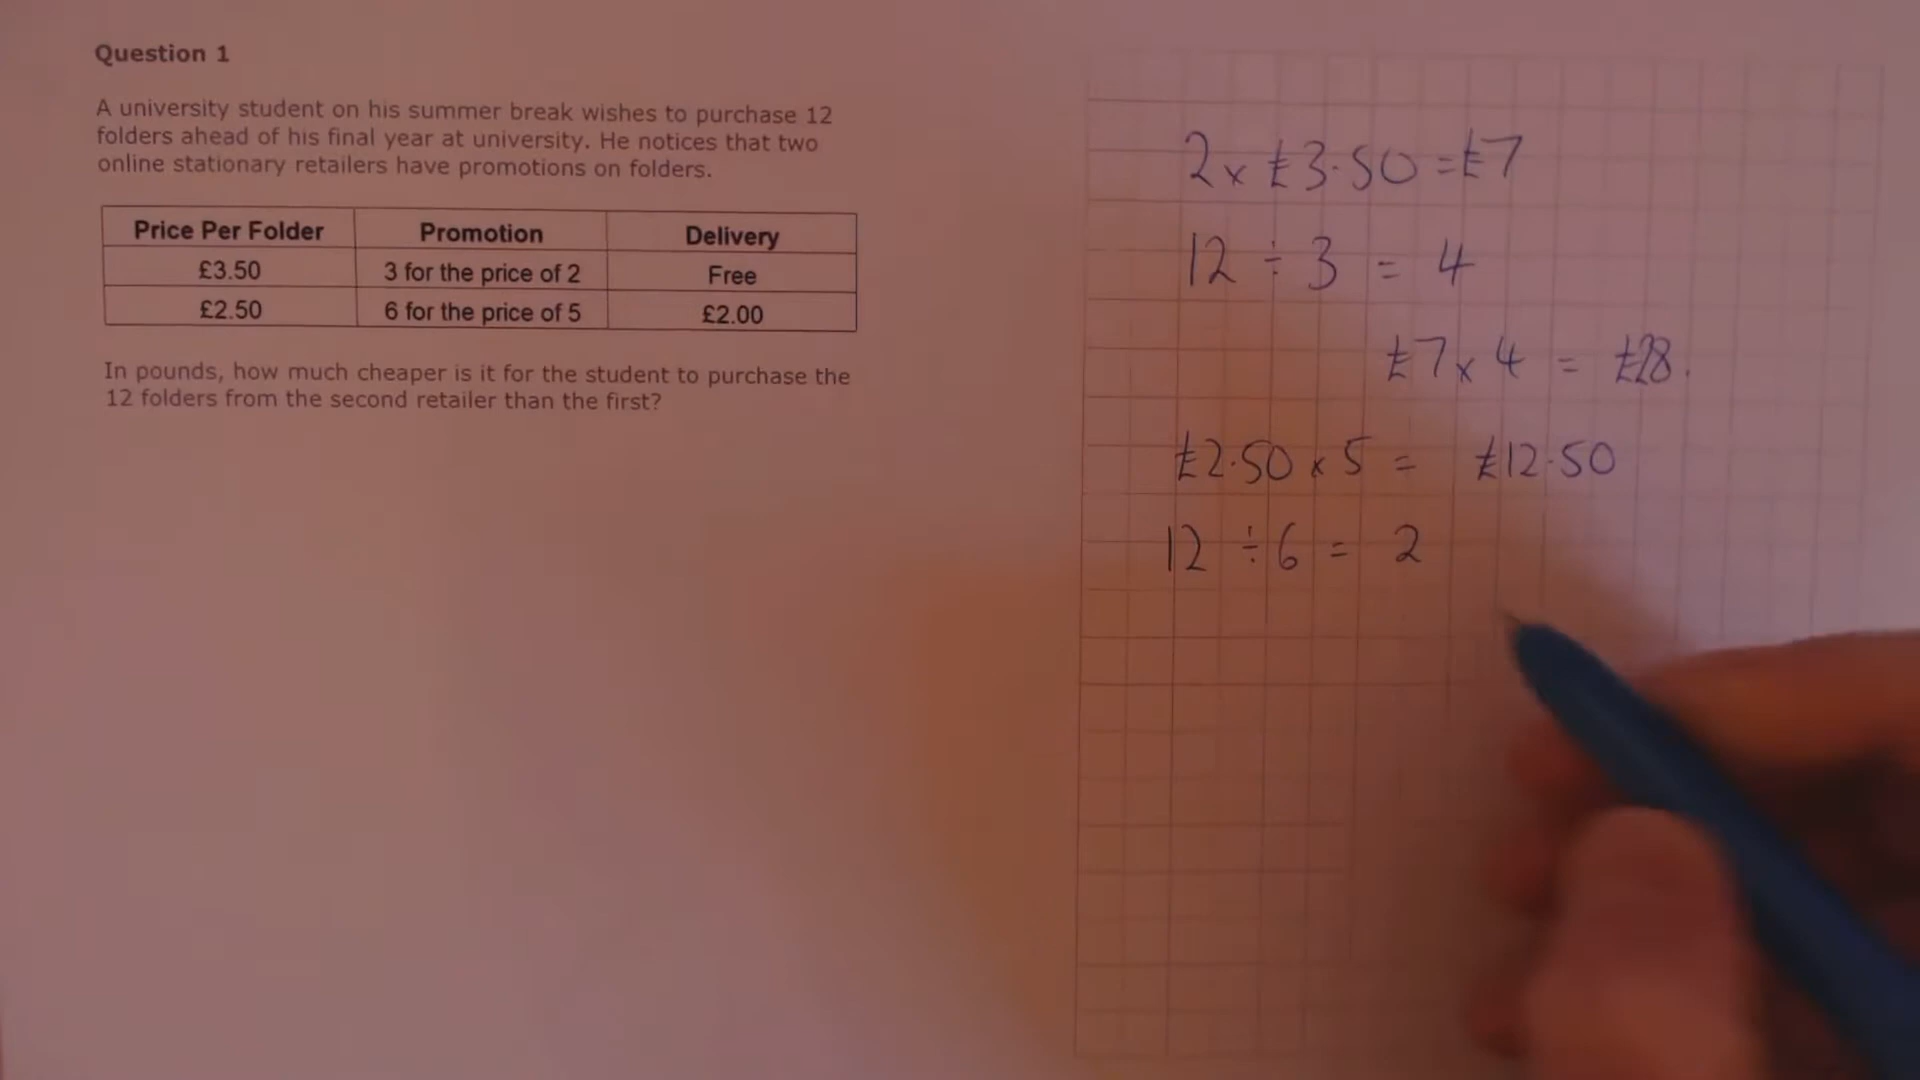 Question 1
A university student on his summer break wishes to purchase 12
folders ahead of his final year at university. He notices that two
online stationary retailers have promotions on folders.
Price Per Folder Promotion Delivery
£3.50 3 for the price of 2 Free
£2.50 6 for the price of 5 £2.00
In pounds, how much cheaper is it for the student to purchase the
12 folders from the second retailer than the first?
2 x £3.50 = £7
12 ÷ 3 = 4
£7 x 4 = £28.
£2.50 x 5 = £12.50
12 ÷ 6 = 2